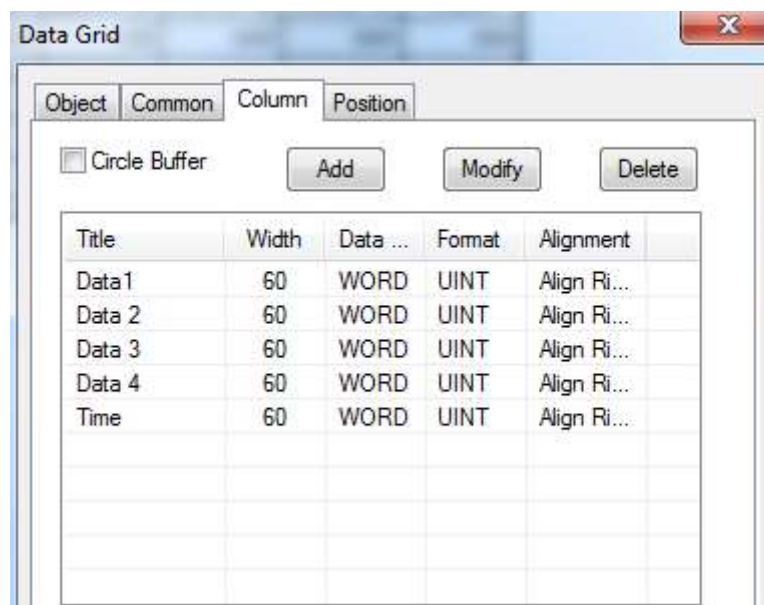 Data Grid
Object Common Column Position
Circle Buffer Add Modify Delete
Title Width Data ... Format Alignment
Data1 60 WORD UINT Align Ri...
Data 2 60 WORD UINT Align Ri...
Data 3 60 WORD UINT Align Ri...
Data 4 60 WORD UINT Align Ri...
Time 60 WORD UINT Align Ri...